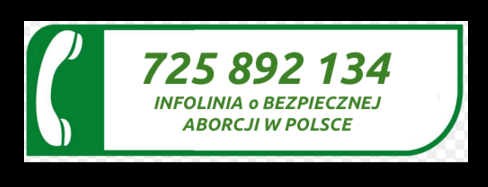 725 892 134
INFOLINIA o BEZPIECZNEJ
ABORCJI W POLSCE